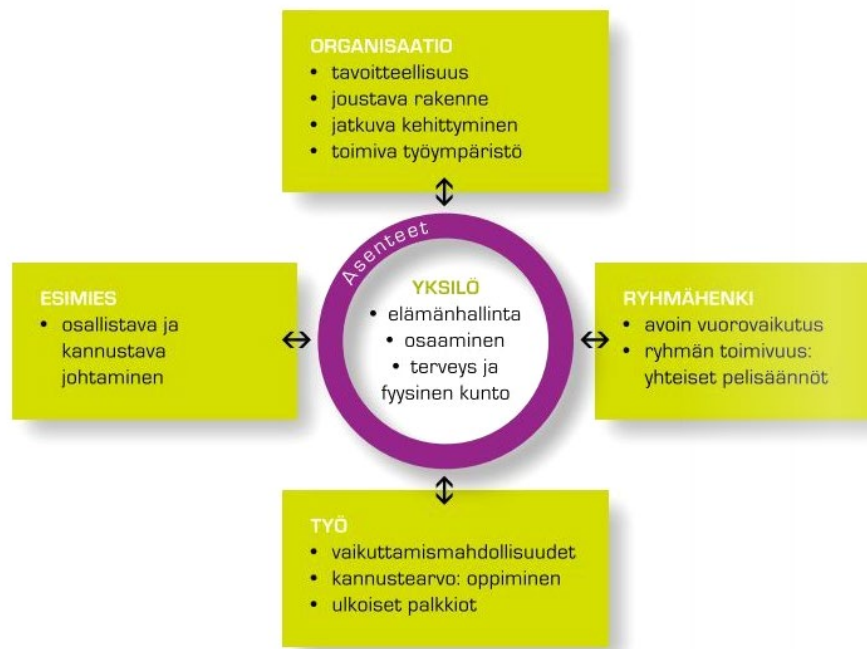 ORGANISAATIO
• tavoitteellisuus
• joustava rakenne
• jatkuva kehittyminen
• toimiva työympäristö
Asenteet
ESIMIES
• osallistava ja
kannustava
johtaminen
YKSILÖ
• elämänhallinta
• osaaminen
• terveys ja
fyysinen kunto
RYHMÄHENKI
• avoin vuorovaikutus
• ryhmän toimivuus:
yhteiset pelisäännöt
TYÖ
• vaikuttamismahdollisuudet
• kannustearvo: oppiminen
• ulkoiset palkkiot